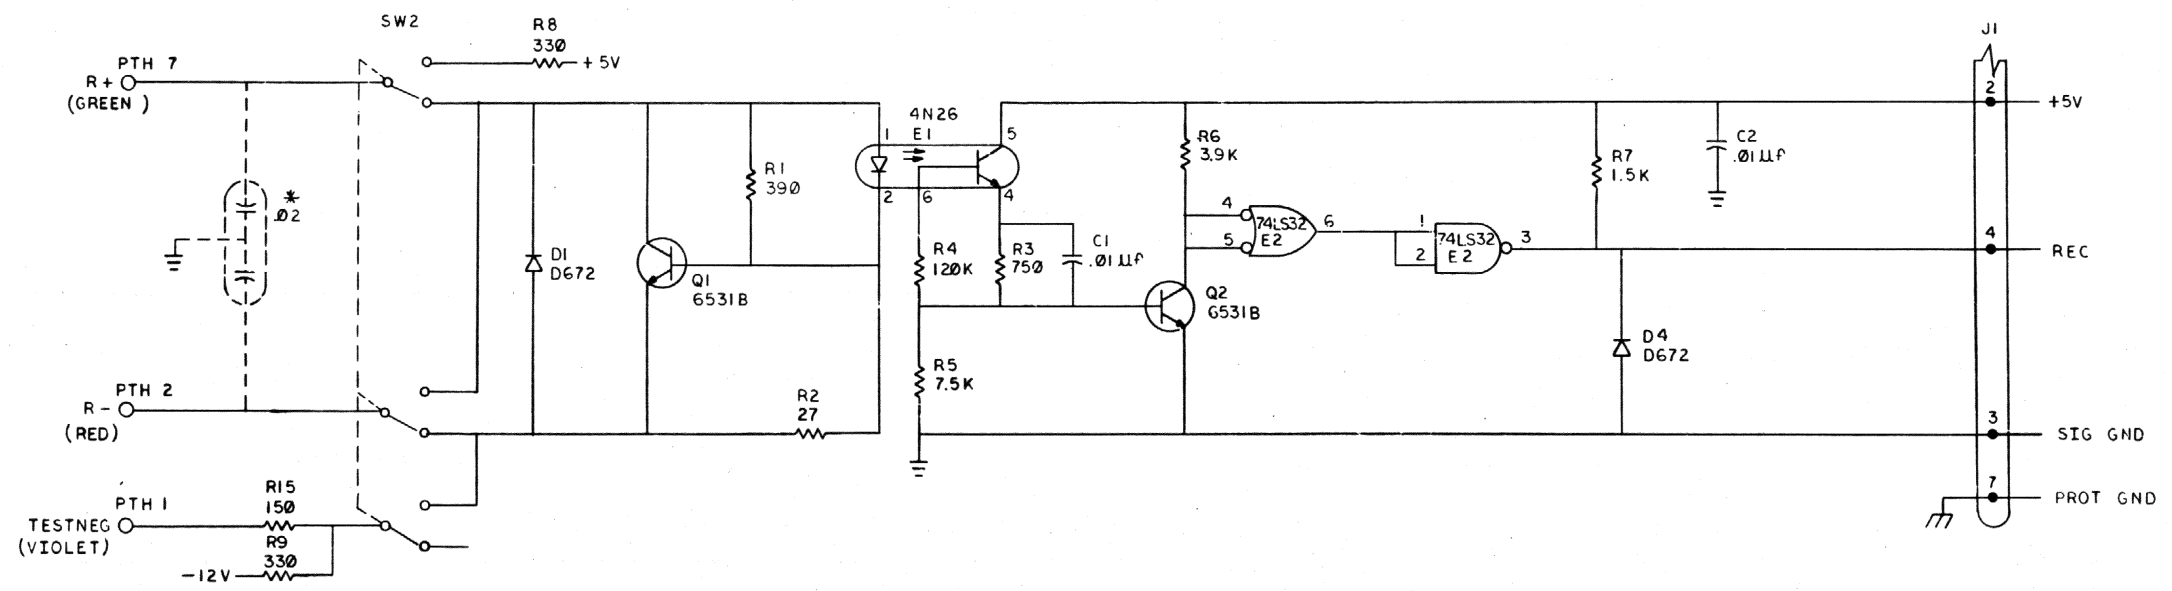 SW2
R8
330
+5V
J1
PTH 7
R+
(GREEN)
2
+5V
4N26
E1
1
5
R6
3.9K
C2
.01µf
R7
1.5K
R1
390
*
.02
2
6
4
4
74LS32
E2
5
6
1
74LS32
E2
2
3
4
REC
D1
D672
Q1
6531B
R4
120K
R3
750
C1
.01µf
Q2
6531B
D4
D672
PTH 2
R-
(RED)
R2
27
R5
7.5K
3
SIG GND
PTH 1
TESTNEG
(VIOLET)
R15
150
R9
330
-12V
7
PROT GND